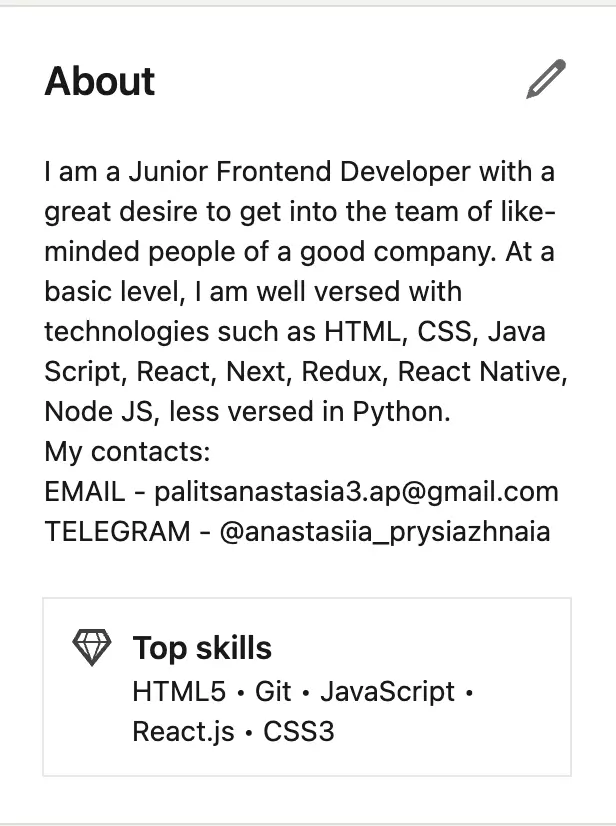 About
I am a Junior Frontend Developer with a
great desire to get into the team of like-
minded people of a good company. At a
basic level, I am well versed with
technologies such as HTML, CSS, Java
Script, React, Next, Redux, React Native,
Node JS, less versed in Python.
My contacts:
EMAIL - palitsanastasia3.ap@gmail.com
TELEGRAM - @anastasiia_prysiazhnaia
Top skills
HTML5 • Git • JavaScript •
React.js • CSS3